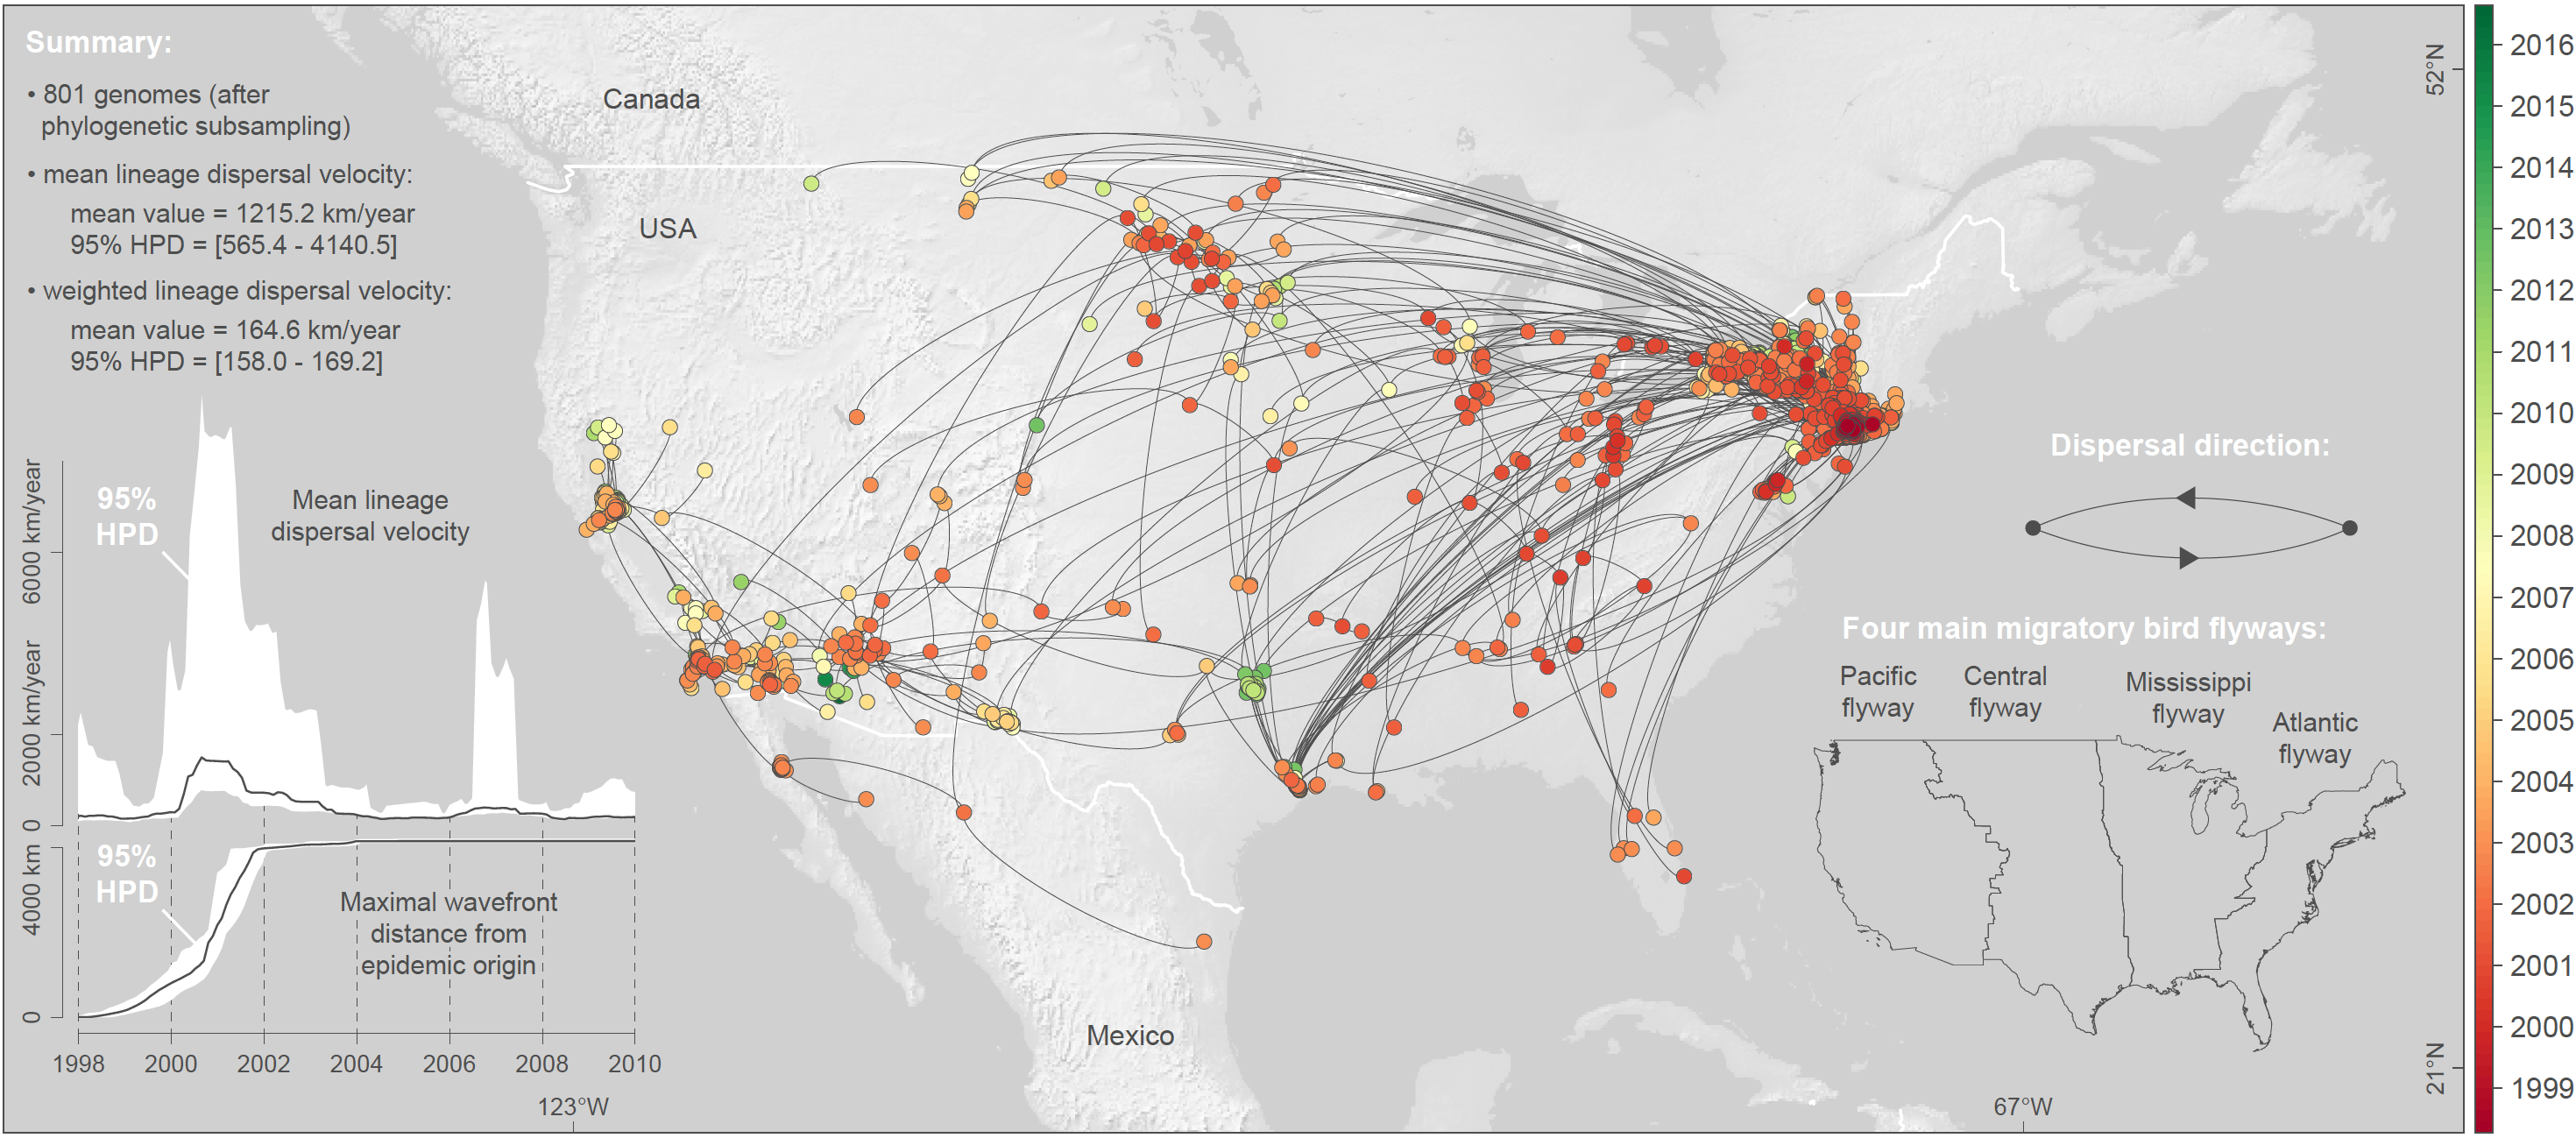 Summary:
• 801 genomes (after
phylogenetic subsampling)
• mean lineage dispersal velocity:
mean value = 1215.2 km/year
95% HPD = [565.4 - 4140.5]
• weighted lineage dispersal velocity:
mean value = 164.6 km/year
95% HPD = [158.0 - 169.2]
95%
HPD
Mean lineage
dispersal velocity
6000 km/year
2000 km/year
0
95%
HPD
Maximal wavefront
distance from
epidemic origin
4000 km
0
1998 2000 2002 2004 2006 2008 2010
Canada
USA
Mexico
123°W
67°W
52°N
21°N
Dispersal direction:
Four main migratory bird flyways:
Pacific
flyway
Central
flyway
Mississippi
flyway
Atlantic
flyway
2016
2015
2014
2013
2012
2011
2010
2009
2008
2007
2006
2005
2004
2003
2002
2001
2000
1999